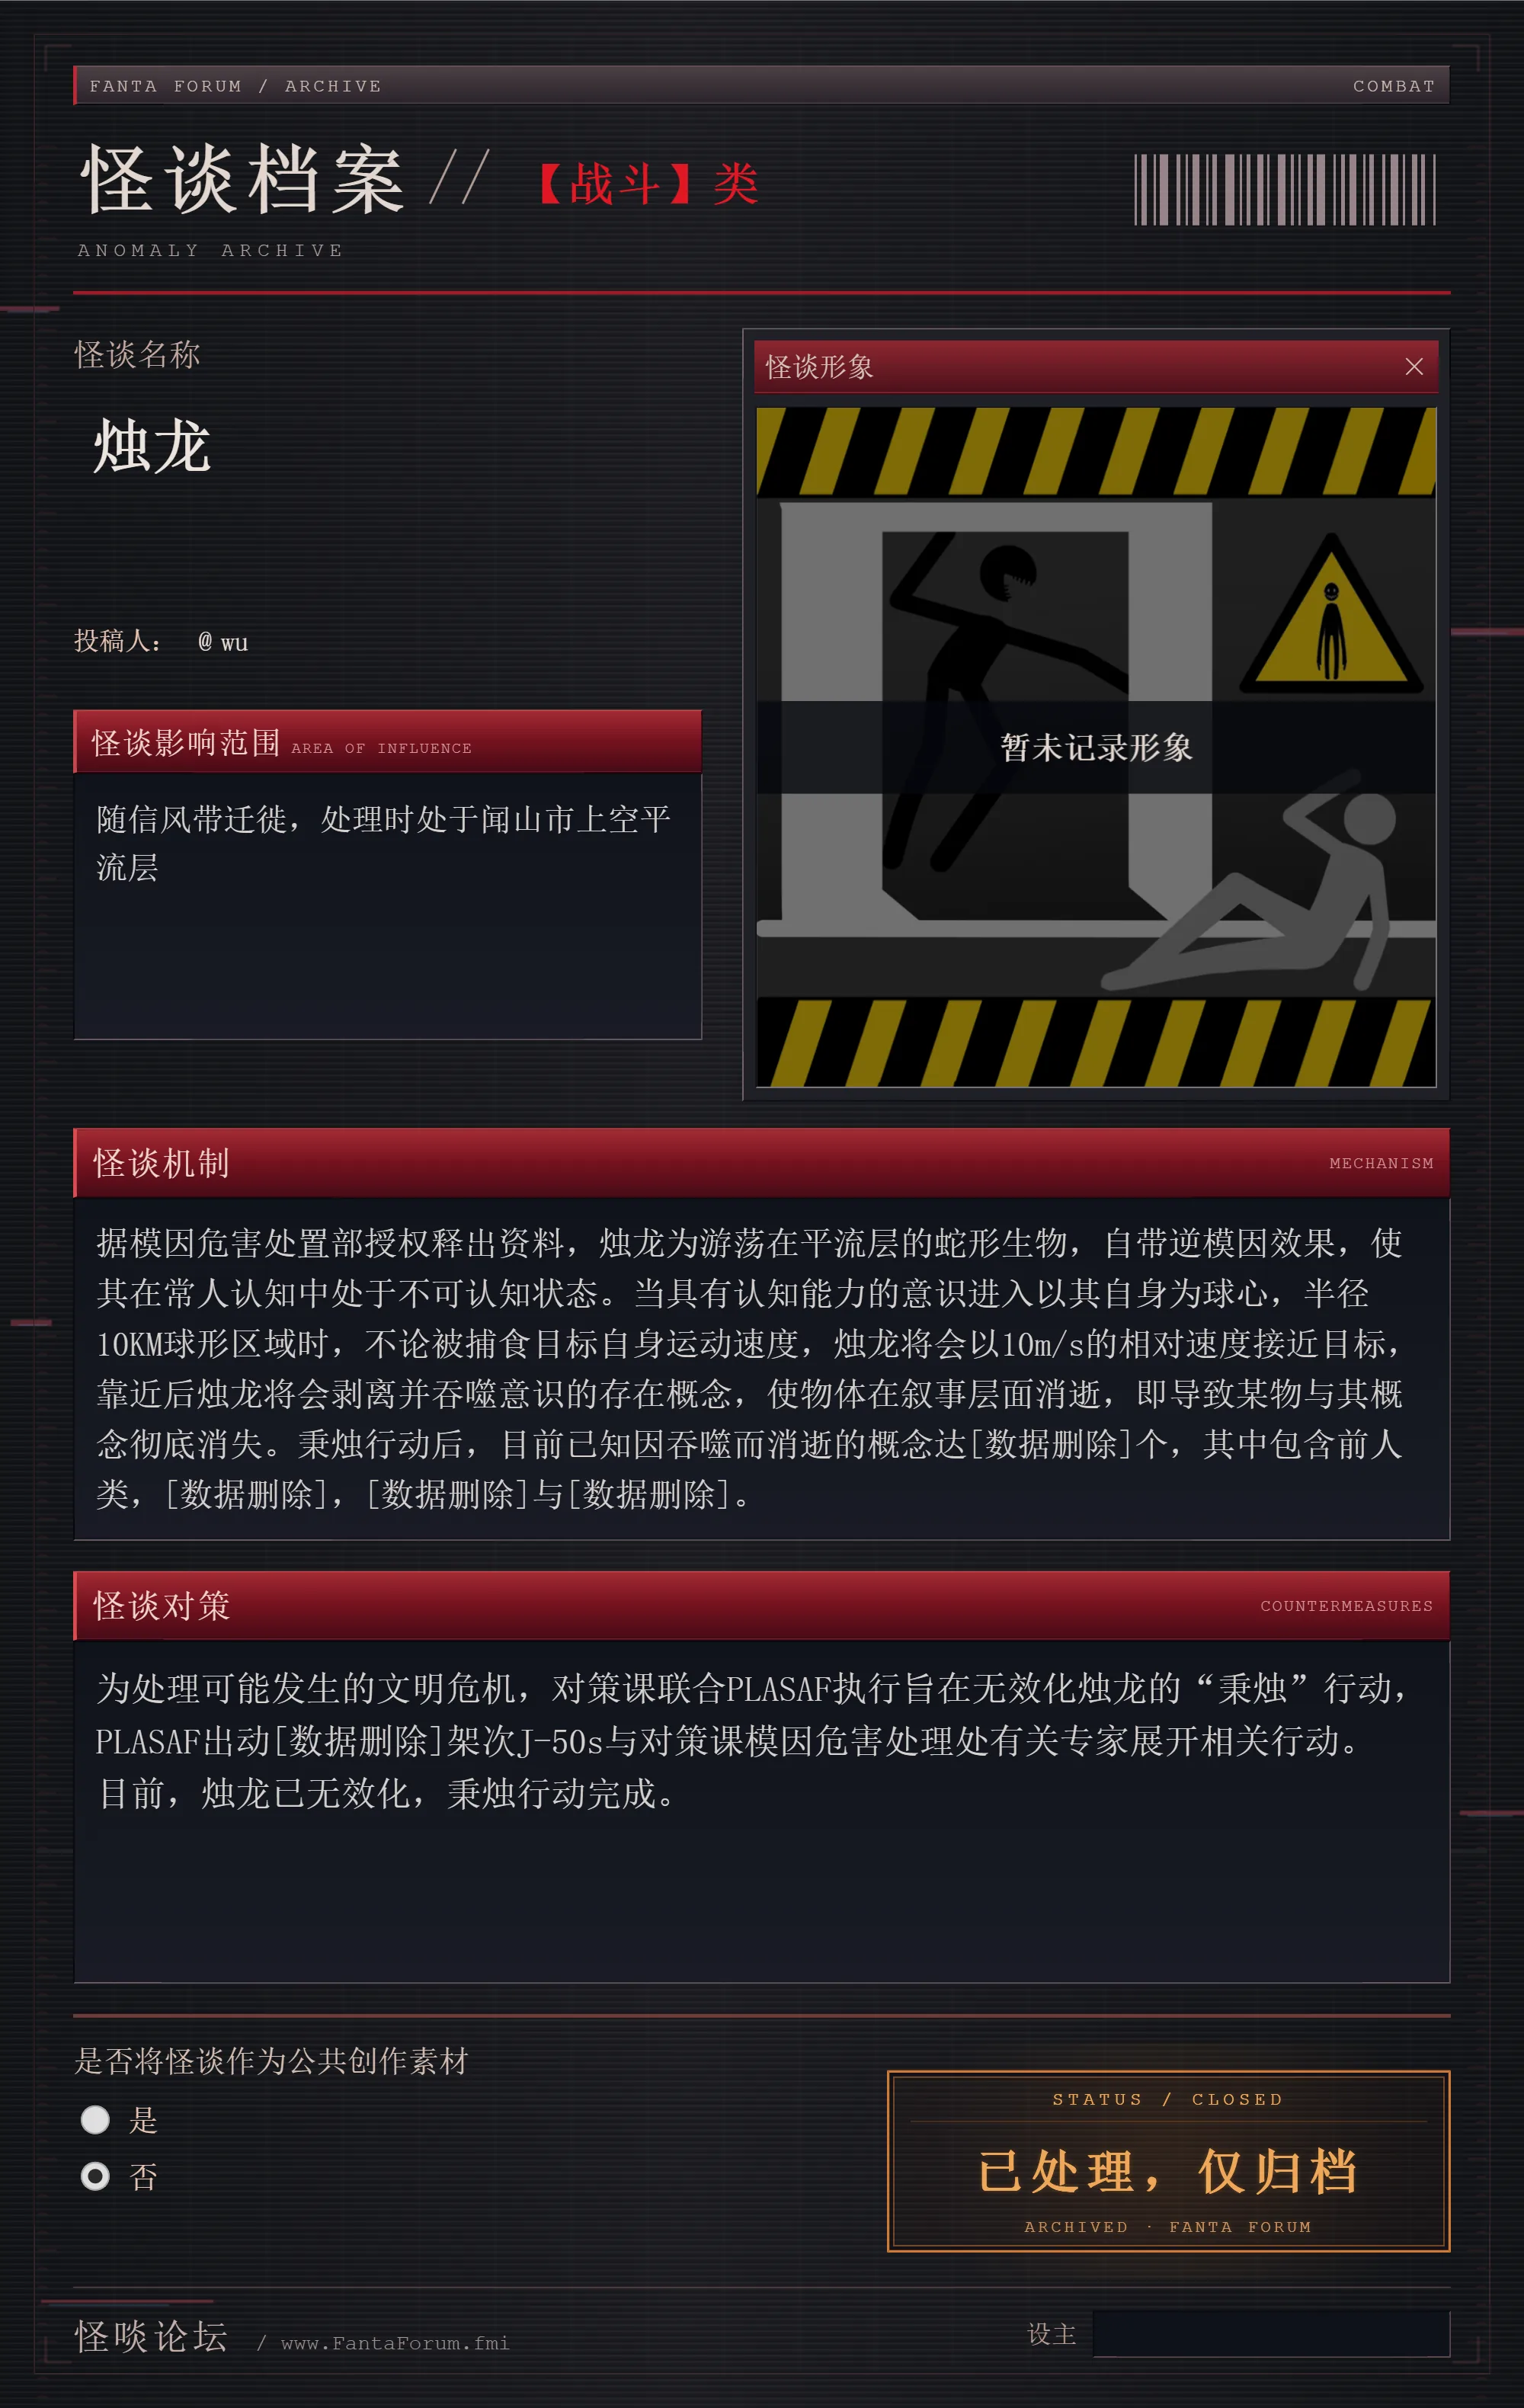 FANTA FORUM / ARCHIVE
COMBAT
怪谈档案 // 【战斗】类
ANOMALY ARCHIVE
怪谈名称
烛龙
投稿人： @ wu
怪谈形象
暂未记录形象
怪谈影响范围 AREA OF INFLUENCE
随信风带迁徙，处理时处于闻山市上空平
流层
怪谈机制
MECHANISM
据模因危害处置部授权释出资料，烛龙为游荡在平流层的蛇形生物，自带逆模因效果，使
其在常人认知中处于不可认知状态。当具有认知能力的意识进入以其自身为球心，半径
10KM球形区域时，不论被捕食目标自身运动速度，烛龙将会以10m/s的相对速度接近目标，
靠近后烛龙将会剥离并吞噬意识的存在概念，使物体在叙事层面消逝，即导致某物与其概
念彻底消失。秉烛行动后，目前已知因吞噬而消逝的概念达[数据删除]个，其中包含前人
类，[数据删除]，[数据删除]与[数据删除]。
怪谈对策
COUNTERMEASURES
为处理可能发生的文明危机，对策课联合PLASAF执行旨在无效化烛龙的“秉烛”行动，
PLASAF出动[数据删除]架次J-50s与对策课模因危害处理处有关专家展开相关行动。
目前，烛龙已无效化，秉烛行动完成。
是否将怪谈作为公共创作素材
是
否
STATUS / CLOSED
已处理，仅归档
ARCHIVED · FANTA FORUM
怪啖论坛 / www.FantaForum.fmi
设主